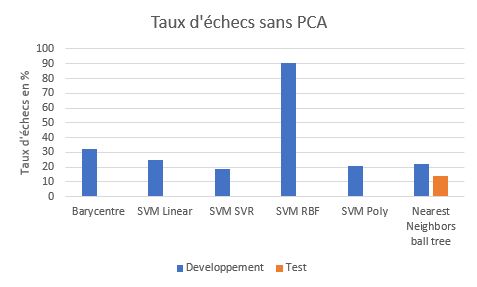 Taux d'échecs sans PCA
Taux d'échecs en %
100
90
80
70
60
50
40
30
20
10
0
Barycentre
SVM Linear
SVM SVR
SVM RBF
SVM Poly
Nearest
Neighbors
ball tree
Developpement
Test